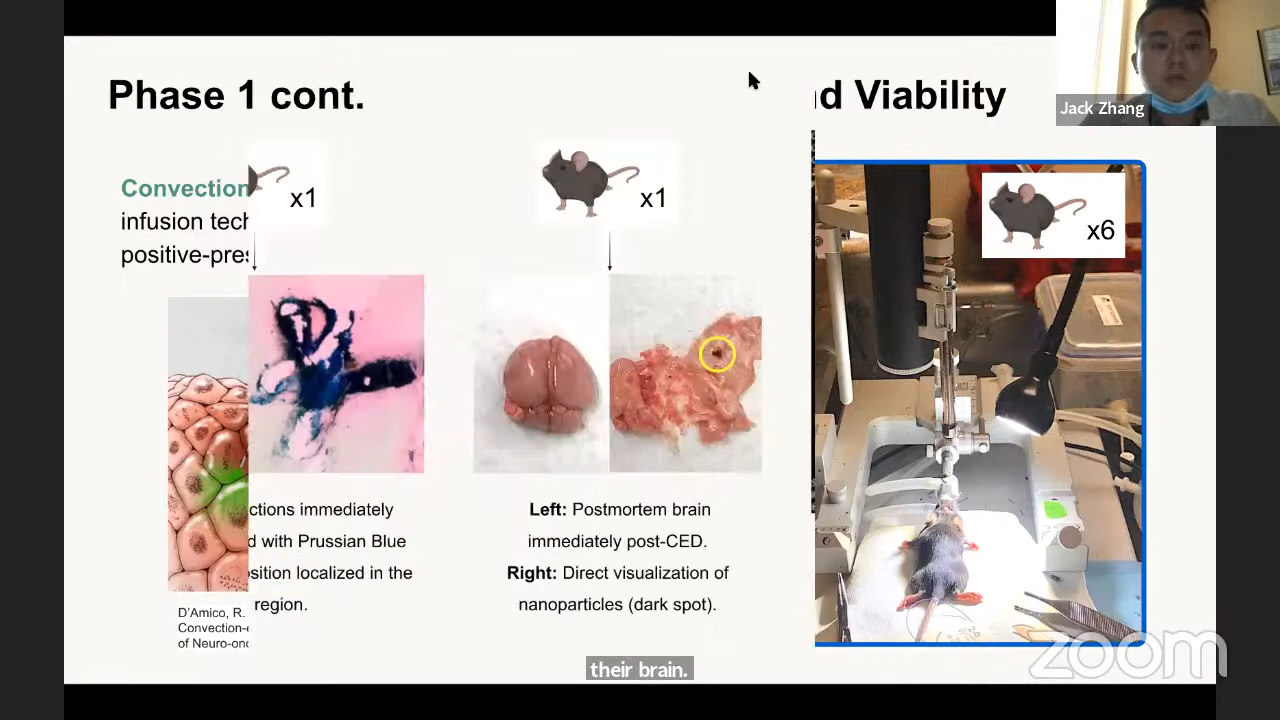 Phase 1 cont.
d Viability
Jack Zhang
Convection
infusion tech
positive-pres
x1
x1
x6
ctions immediately
d with Prussian Blue
sition localized in the
region.
Left: Postmortem brain
immediately post-CED.
Right: Direct visualization of
nanoparticles (dark spot).
D'Amico, R.
Convection-e
of Neuro-onc
their brain.
zoom